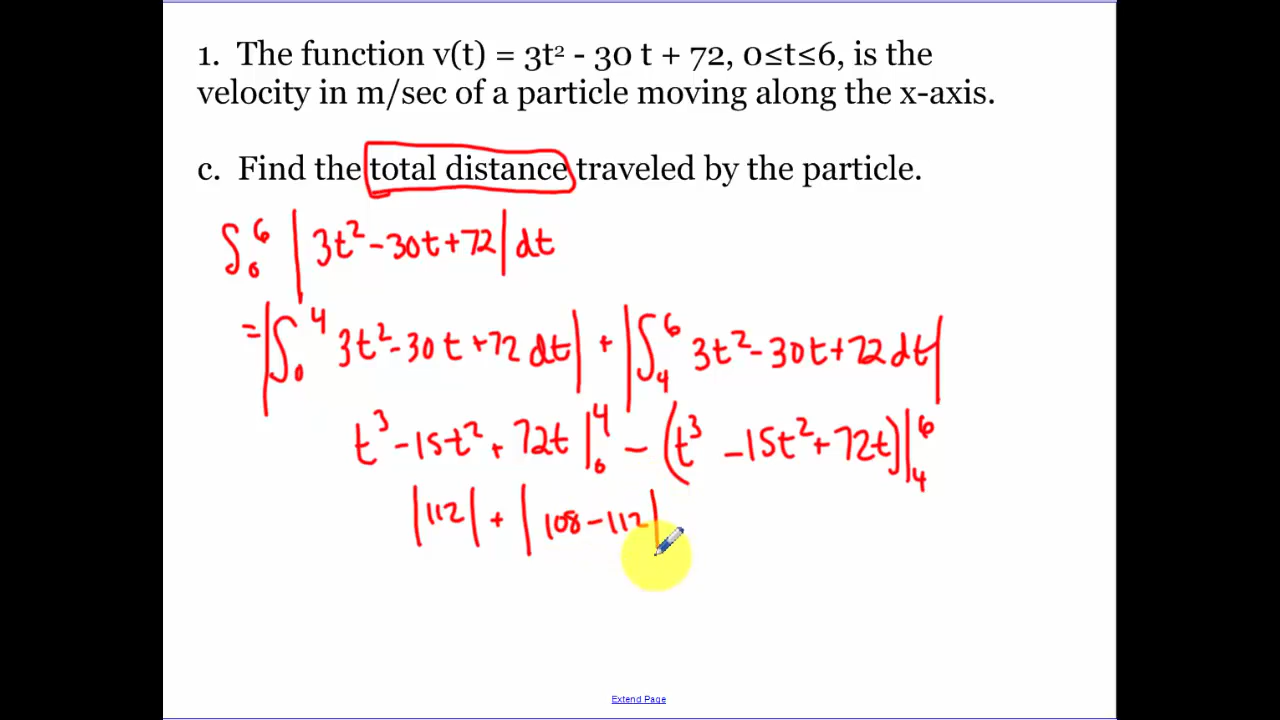 1. The function v(t) = 3t² - 30 t + 72, 0≤t≤6, is the
velocity in m/sec of a particle moving along the x-axis.
c. Find the total distance traveled by the particle.
∫₀⁶ |3t² - 30t + 72| dt
= |∫₀⁴ 3t² - 30t + 72 dt| + |∫₄⁶ 3t² - 30t + 72 dt|
t³ - 15t² + 72t |₀⁴ - (t³ - 15t² + 72t)|₄⁶
|112| + |108 - 112|
Extend Page